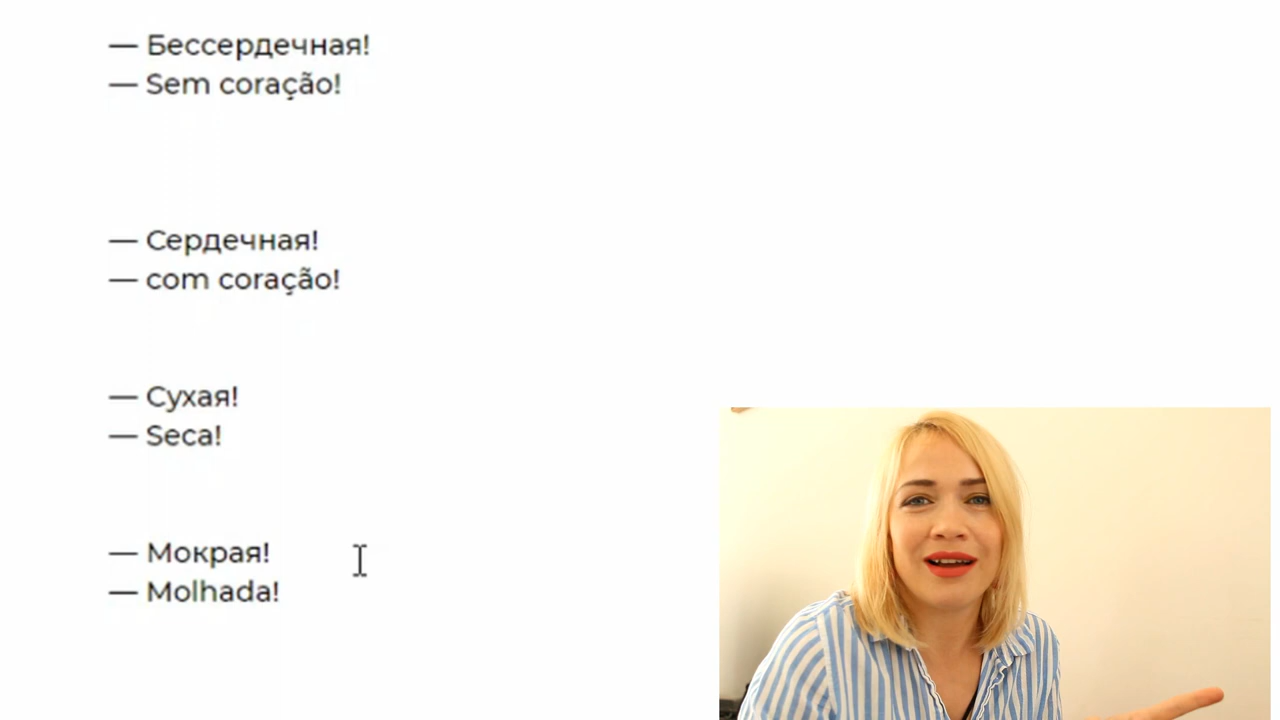 — Бессердечная!
— Sem coração!
— Сердечная!
— com coração!
— Сухая!
— Seca!
— Мокрая!
— Molhada!